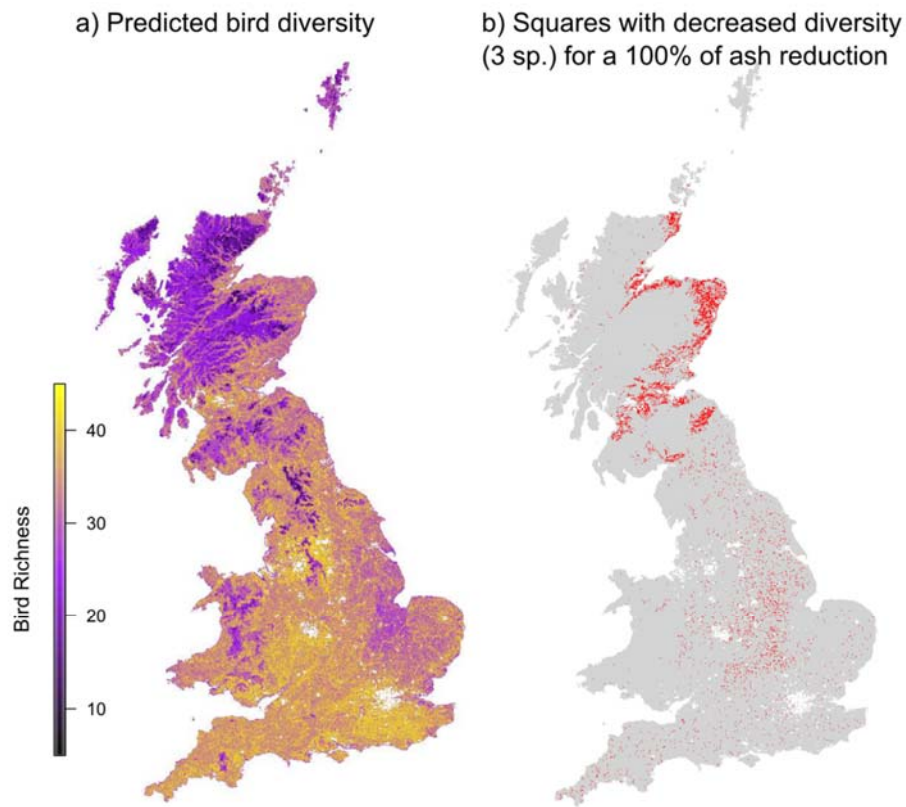 a) Predicted bird diversity
b) Squares with decreased diversity
(3 sp.) for a 100% of ash reduction
Bird Richness
40
30
20
10